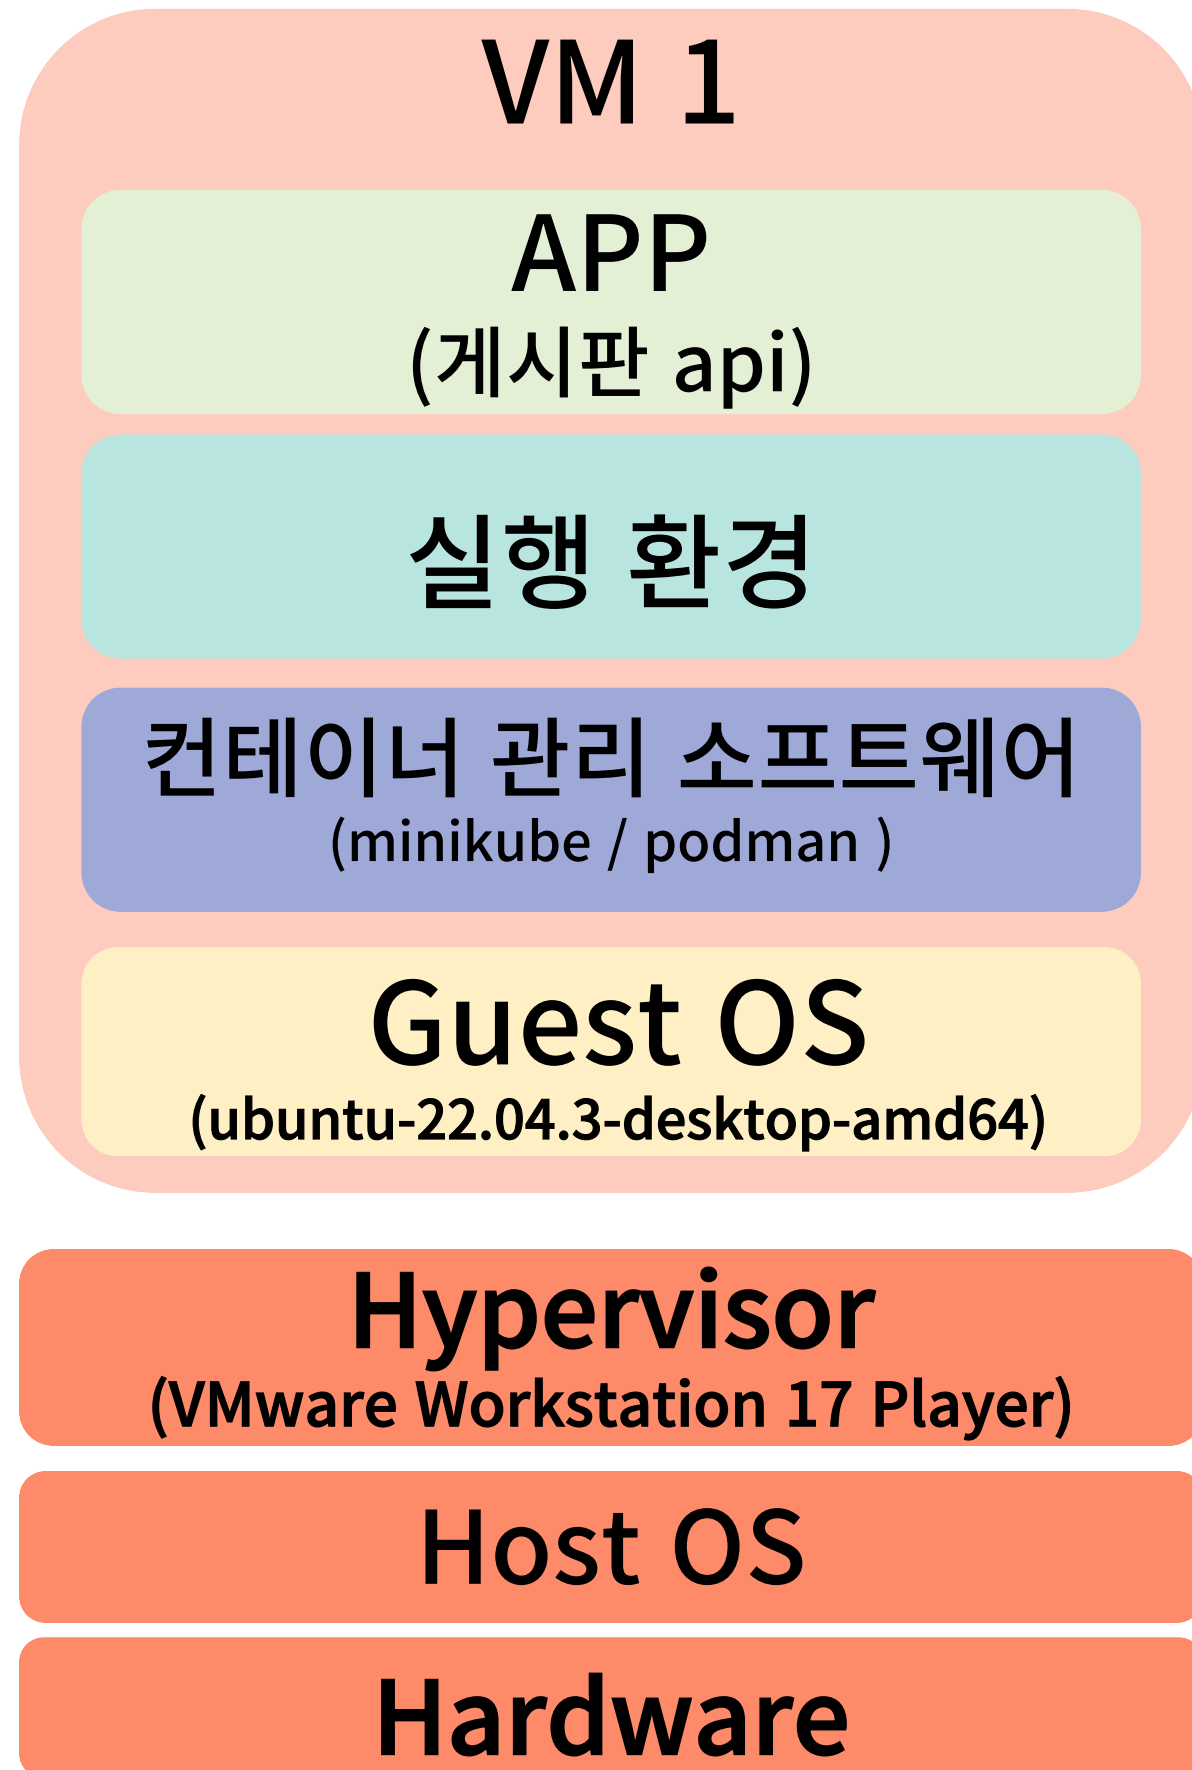 VM 1
APP
(게시판 api)
실행 환경
컨테이너 관리 소프트웨어
(minikube / podman )
Guest OS
(ubuntu-22.04.3-desktop-amd64)
Hypervisor
(VMware Workstation 17 Player)
Host OS
Hardware